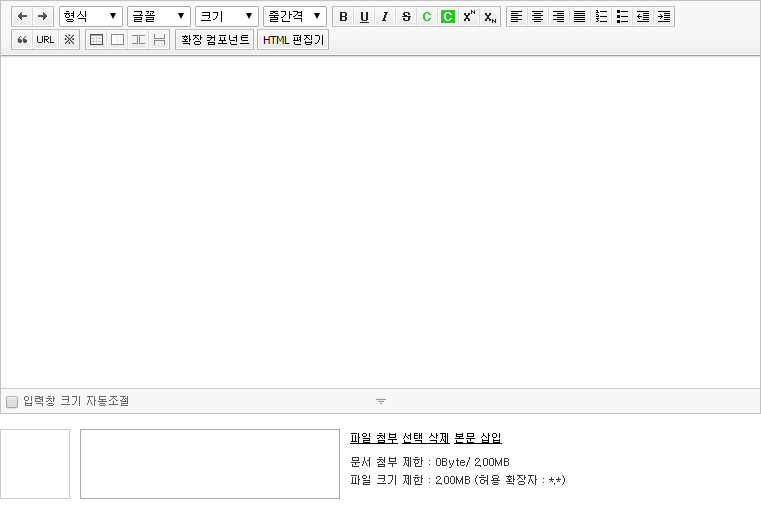 형식 글꼴 크기 줄간격 B U I S C C X^N X_N
URL ※ 확장 컴포넌트 HTML 편집기
입력창 크기 자동조절
파일 첨부 선택 삭제 본문 삽입
문서 첨부 제한 : 0Byte/ 2.00MB
파일 크기 제한 : 2.00MB (허용 확장자 : *.*)